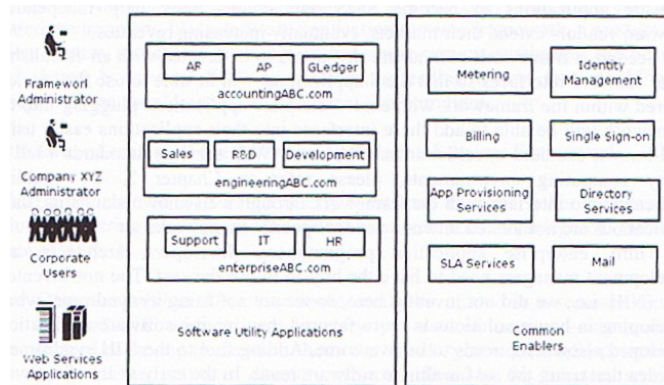 Framework
Administrator
Company XYZ
Administrator
Corporate
Users
Web Services
Applications
AF
AP
GLedger
accountingABC.com
Sales
R&D
Development
engineeringABC.com
Support
IT
HR
enterpriseABC.com
Software Utility Applications
Metering
Identity
Management
Billing
Single Sign-on
App Provisioning
Services
Directory
Services
SLA Svcs
Mail
Common
Enablers